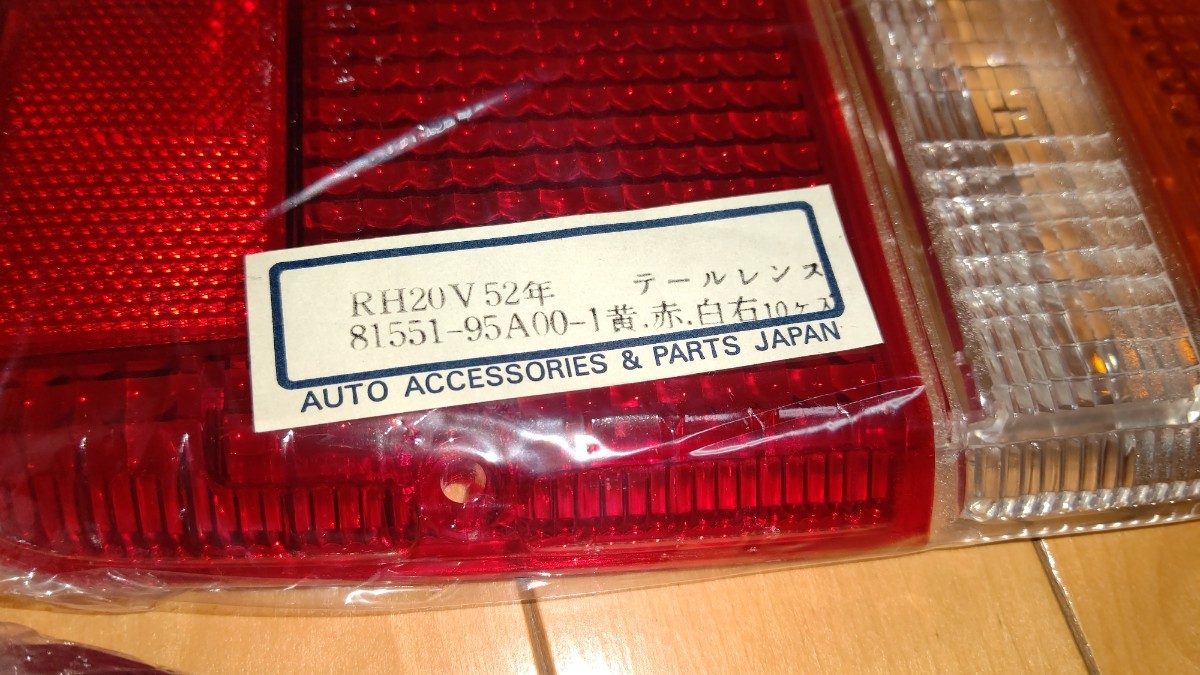 RH20V 52年 テールレンズ
81551-95A00-1 黄.赤.白右10ケ入
AUTO ACCESSORIES & PARTS JAPAN